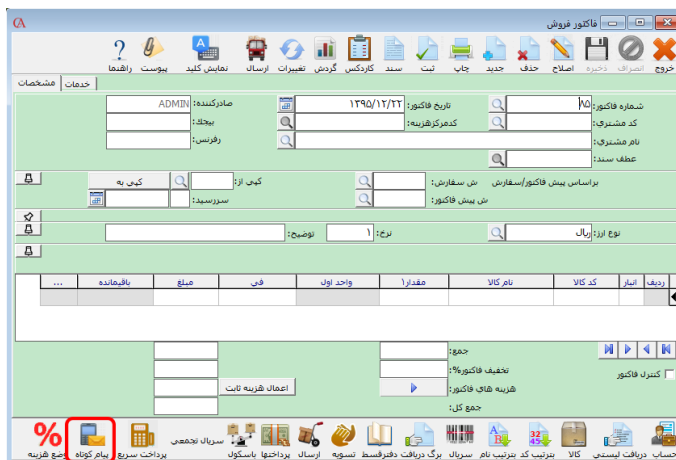 فاکتور فروش
خروج انصراف ذخیره اصلاح حذف جدید چاپ ثبت سند کاردکس گردش تغییرات ارسال نمایش کلید پیوست راهنما
مشخصات خدمات
شماره فاکتور: ۸۵ تاریخ فاکتور: ۱۳۹۵/۱۲/۲۲ صادرکننده: ADMIN
کد مشتري: کدمرکزهزینه: بیجك:
نام مشتري: رفرنس:
عطف سند:
براساس پیش فاکتور/سفارش ش سفارش: کپی از: کپی به
ش پیش فاکتور: سررسید:
نوع ارز: ریال نرخ: ۱ توضیح:
ردیف انبار کد کالا نام کالا مقدار۱ واحد اول فی مبلغ باقیمانده ...
جمع:
کنترل فاکتور تخفیف فاکتور%:
هزینه هاي فاکتور: اعمال هزینه ثابت
جمع کل:
حساب دریافت لیستی کالا بترتیب کد بترتیب نام سریال برگ دریافت دفترقسط تسویه ارسال پرداختها باسکول سریال تجمعی پرداخت سریع پیام کوتاه وضع هزینه